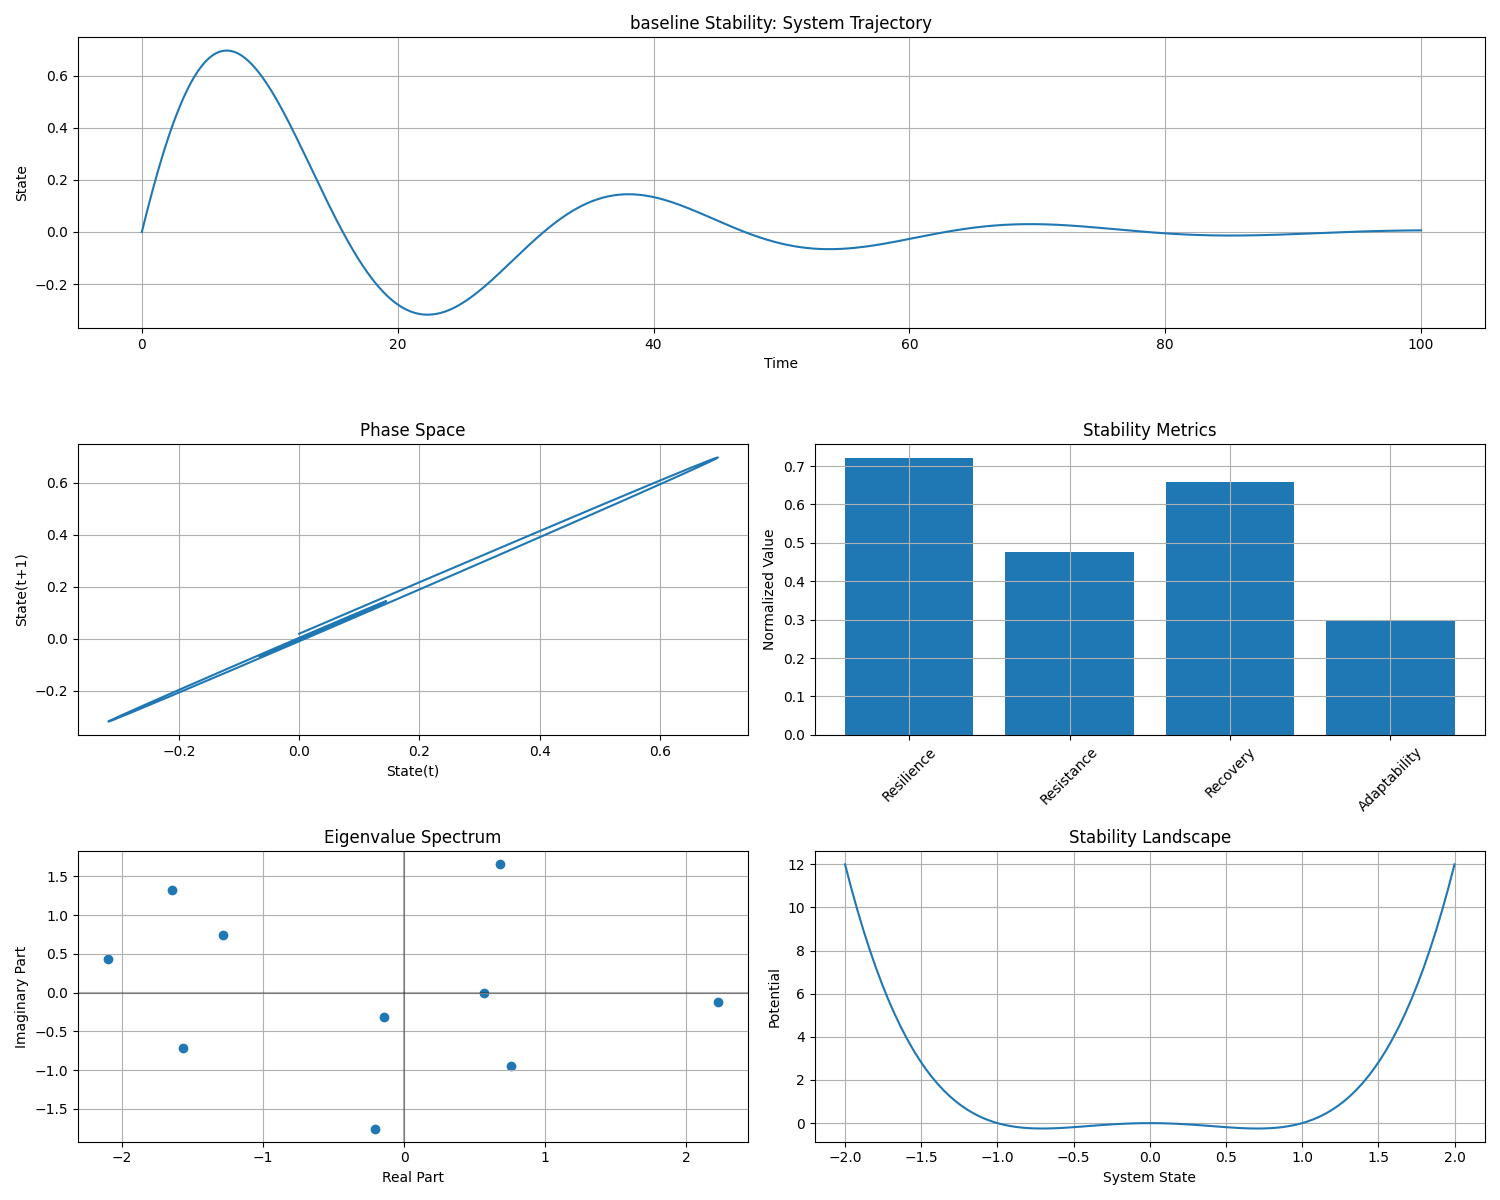 baseline Stability: System Trajectory
State
0.6
0.4
0.2
0.0
−0.2
0 20 40 60 80 100
Time
Phase Space
State(t+1)
0.6
0.4
0.2
0.0
−0.2
−0.2 0.0 0.2 0.4 0.6
State(t)
Stability Metrics
Normalized Value
0.7
0.6
0.5
0.4
0.3
0.2
0.1
0.0
Resilience Resistance Recovery Adaptability
Eigenvalue Spectrum
Imaginary Part
1.5
1.0
0.5
0.0
−0.5
−1.0
−1.5
−2 −1 0 1 2
Real Part
Stability Landscape
Potential
12
10
8
6
4
2
0
−2.0 −1.5 −1.0 −0.5 0.0 0.5 1.0 1.5 2.0
System State